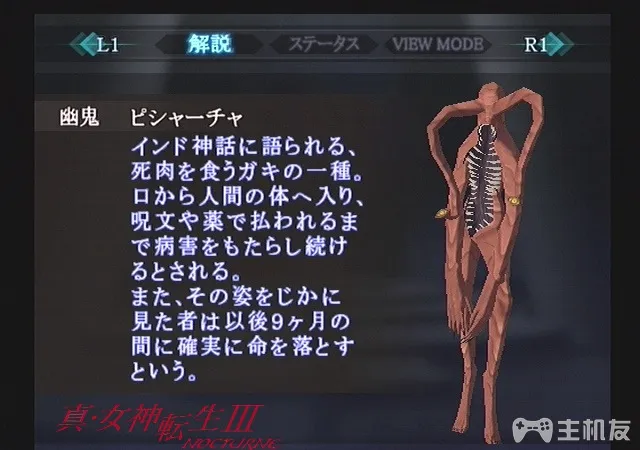 L1 解説 ステータス VIEW MODE R1
幽鬼 ピシャーチャ
インド神話に語られる、
死肉を食うガキの一種。
口から人間の体へ入り、
呪文や薬で払われるま
で病害をもたらし続け
るとされる。
また、その姿をじかに
見た者は以後9ヶ月の
間に確実に命を落とす
という。
真・女神転生III
NOCTURNE
主机友